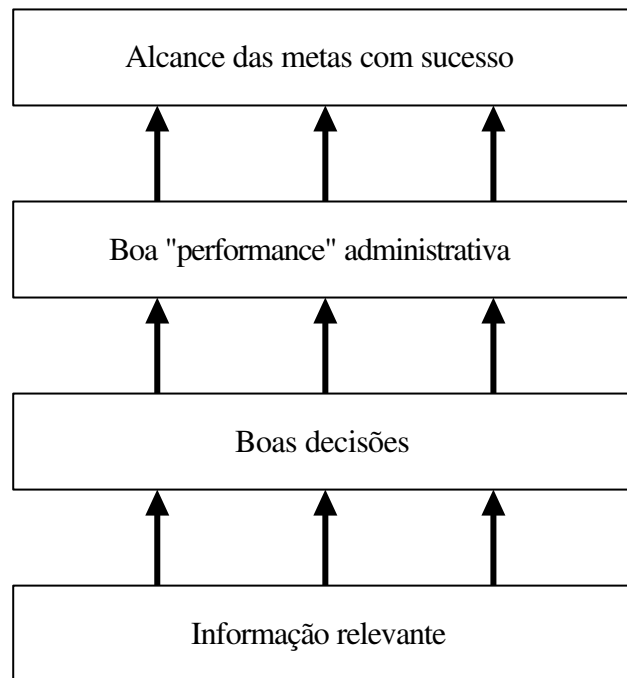 Alcance das metas com sucesso
Boa "performance" administrativa
Boas decisões
Informação relevante